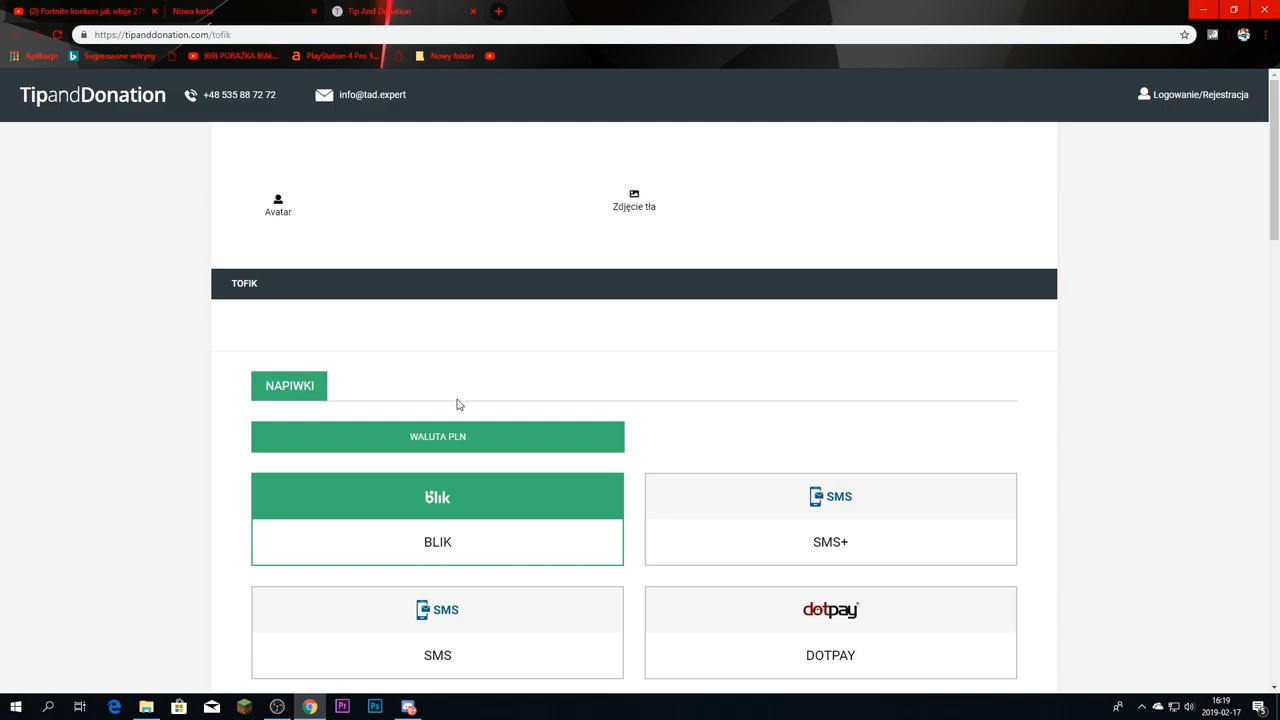 (2) Fortnite konkurs jak wbije 27
Nowa karta
Tip And Donation
https://tipanddonation.com/tofik
Aplikacje
Sugerowane witryny
(69) PORAŻKA BIAŁ...
PlayStation 4 Pro 1...
Nowy folder
TipandDonation
+48 535 88 72 72
info@tad.expert
Logowanie/Rejestracja
Avatar
Zdjęcie tła
TOFIK
NAPIWKI
WALUTA PLN
blik
SMS
BLIK
SMS+
SMS
dotpay
SMS
DOTPAY
Pr
Ps
16:19
2019-02-17
5